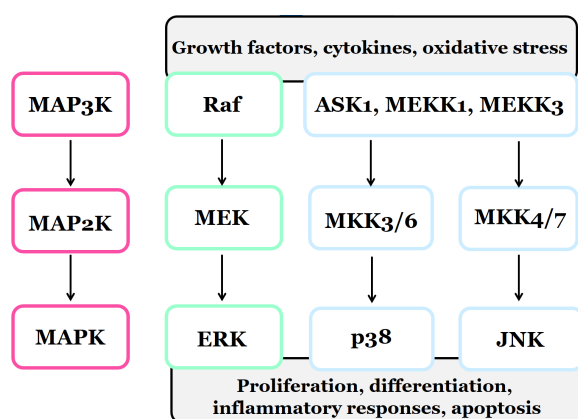 Growth factors, cytokines, oxidative stress
MAP3K
Raf
ASK1, MEKK1, MEKK3
MAP2K
MEK
MKK3/6
MKK4/7
MAPK
ERK
p38
JNK
Proliferation, differentiation,
inflammatory responses, apoptosis